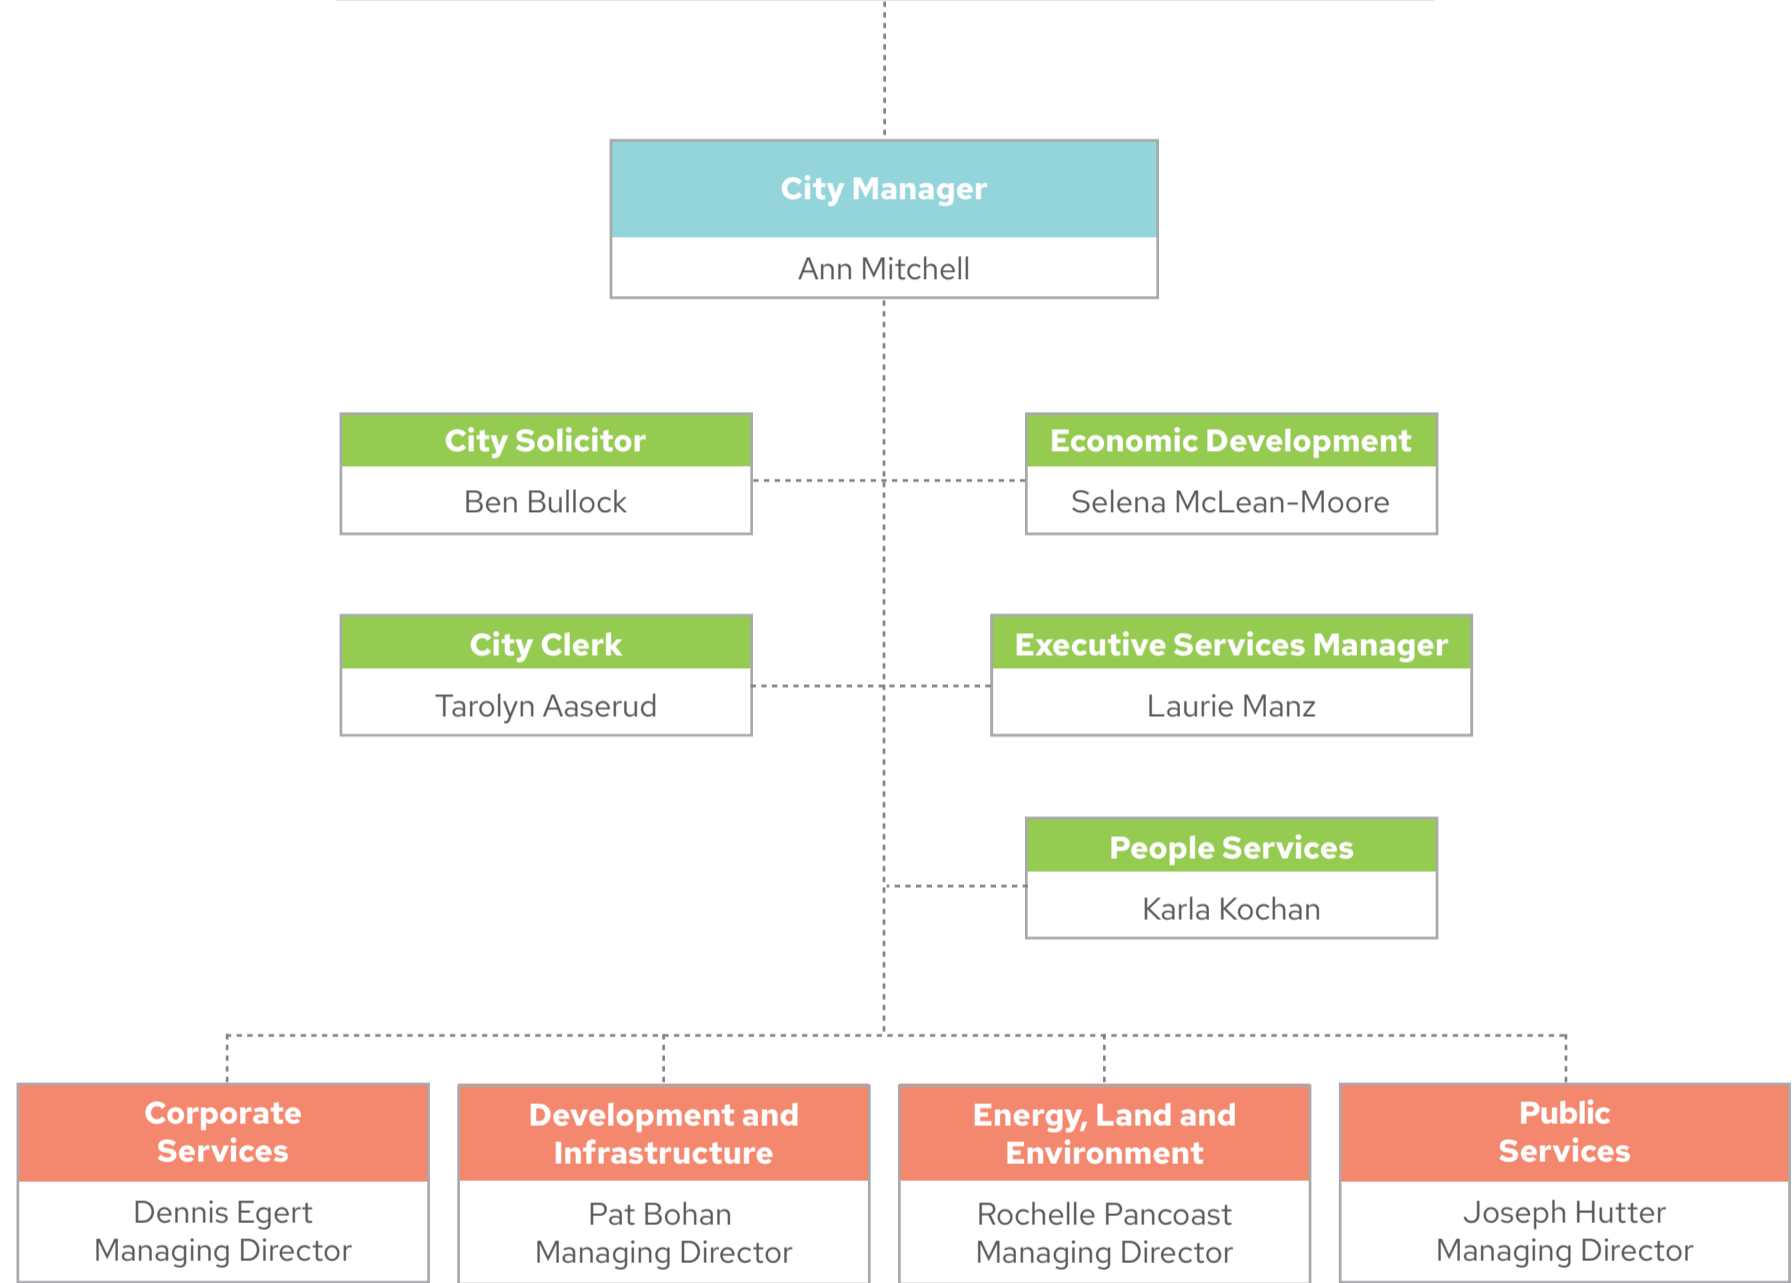 City Manager
Ann Mitchell
City Solicitor
Ben Bullock
Economic Development
Selena McLean-Moore
City Clerk
Tarolyn Aaserud
Executive Services Manager
Laurie Manz
People Services
Karla Kochan
Corporate
Services
Dennis Egert
Managing Director
Development and
Infrastructure
Pat Bohan
Managing Director
Energy, Land and
Environment
Rochelle Pancoast
Managing Director
Public
Services
Joseph Hutter
Managing Director